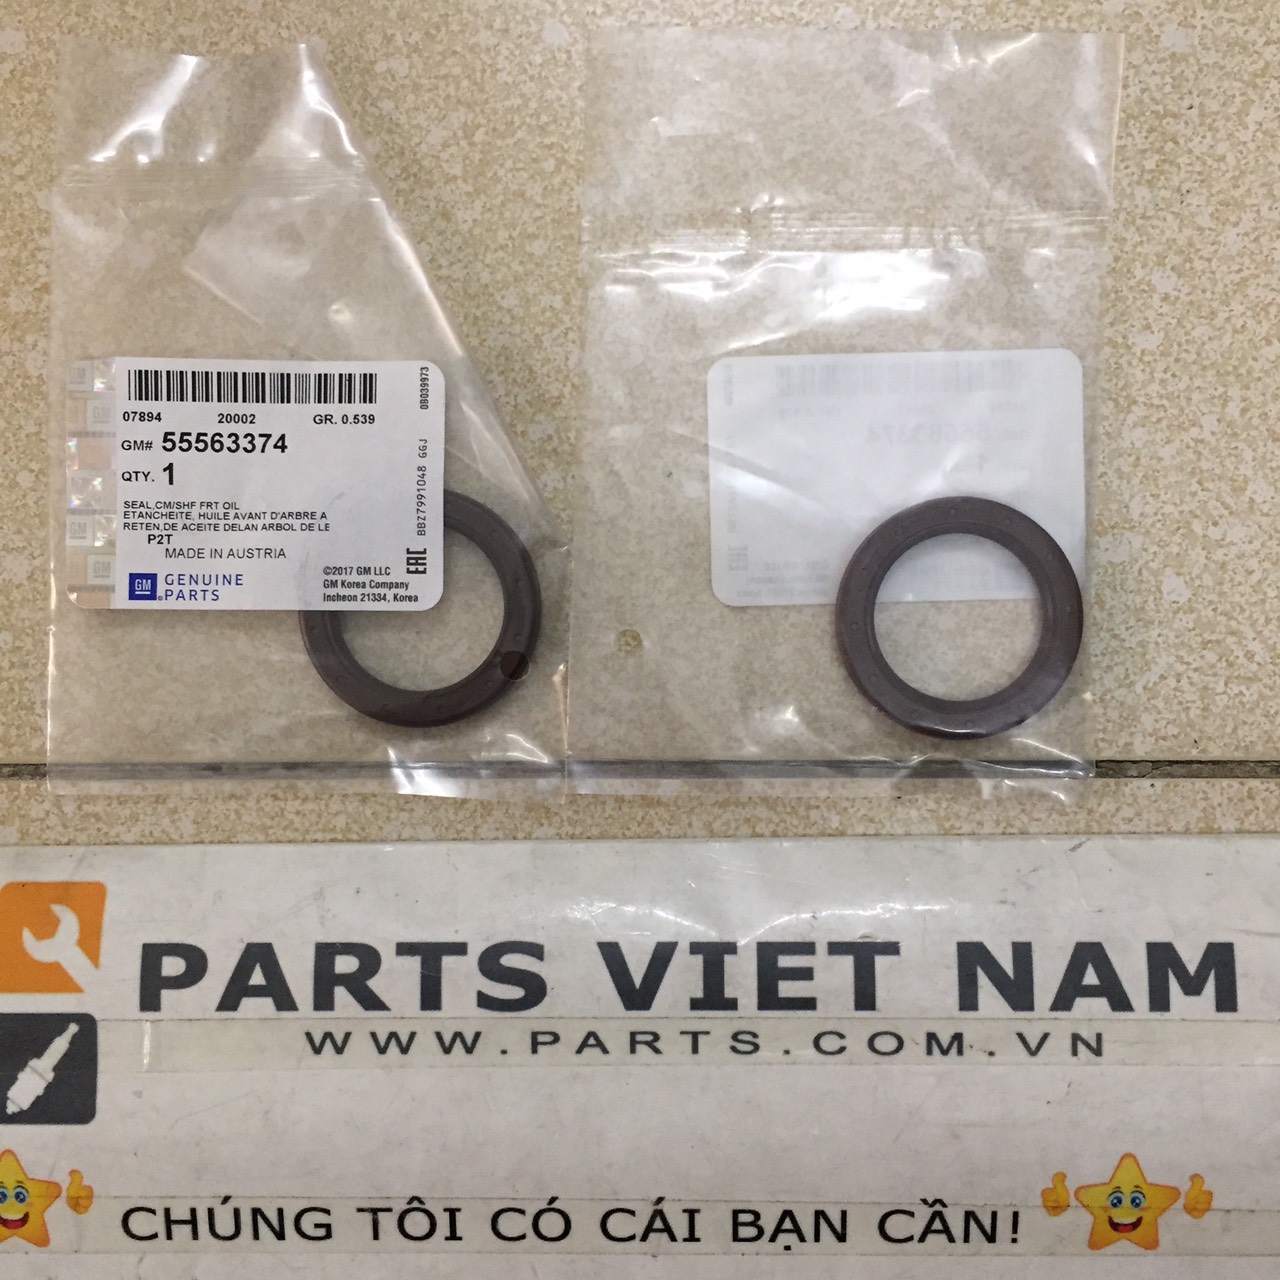 07894 20002 GR. 0.539
GM# 55563374
QTY. 1
SEAL,CM/SHF FRT OIL
ETANCHEITE, HUILE AVANT D'ARBRE A
RETEN,DE ACEITE DELAN ARBOL DE LE
P2T
MADE IN AUSTRIA
GM GENUINE
PARTS
©2017 GM LLC
GM Korea Company
Incheon 21334, Korea
EAC BBZ7991048 GGJ 0B039973
PARTS VIET NAM
WWW.PARTS.COM.VN
CHÚNG TÔI CÓ CÁI BẠN CẦN!